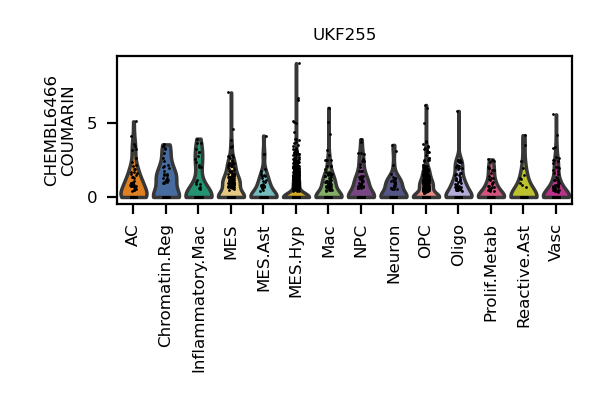 UKF255
CHEMBL6466
COUMARIN
5
0
AC
Chromatin.Reg
Inflammatory.Mac
MES
MES.Ast
MES.Hyp
Mac
NPC
Neuron
OPC
Oligo
Prolif.Metab
Reactive.Ast
Vasc